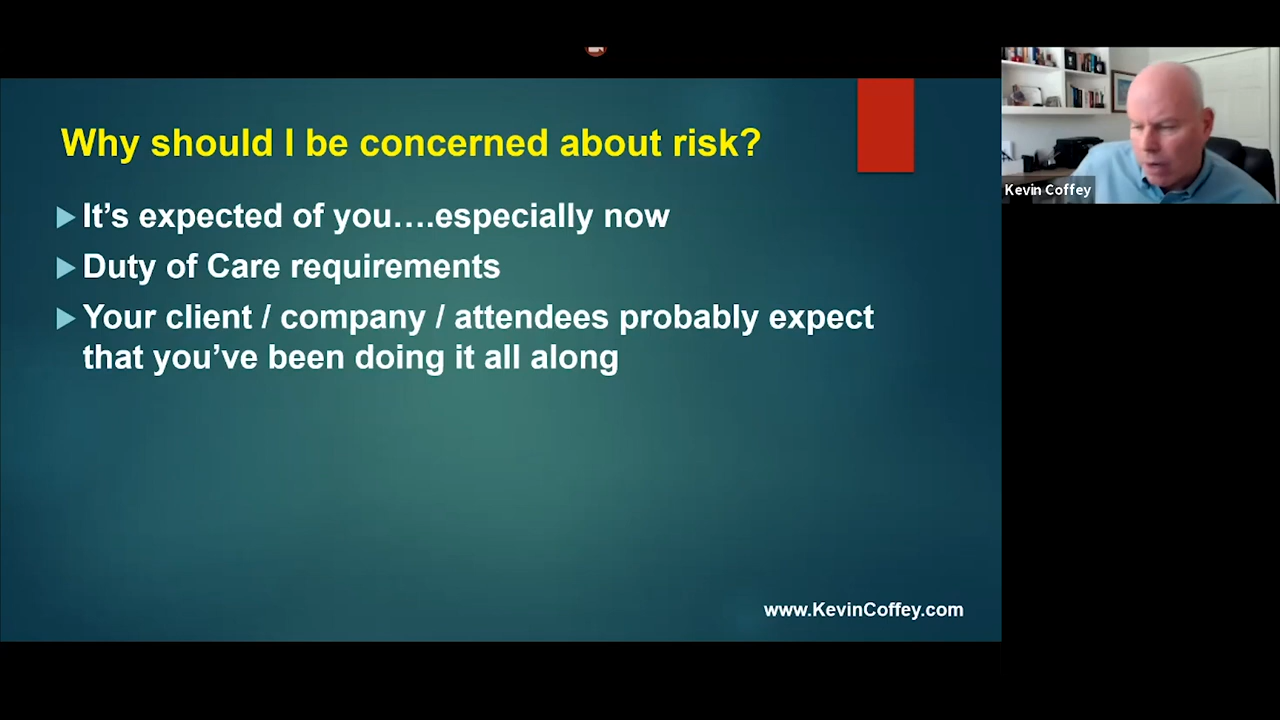 Why should I be concerned about risk?
It’s expected of you….especially now
Duty of Care requirements
Your client / company / attendees probably expect
that you’ve been doing it all along
www.KevinCoffey.com
Kevin Coffey